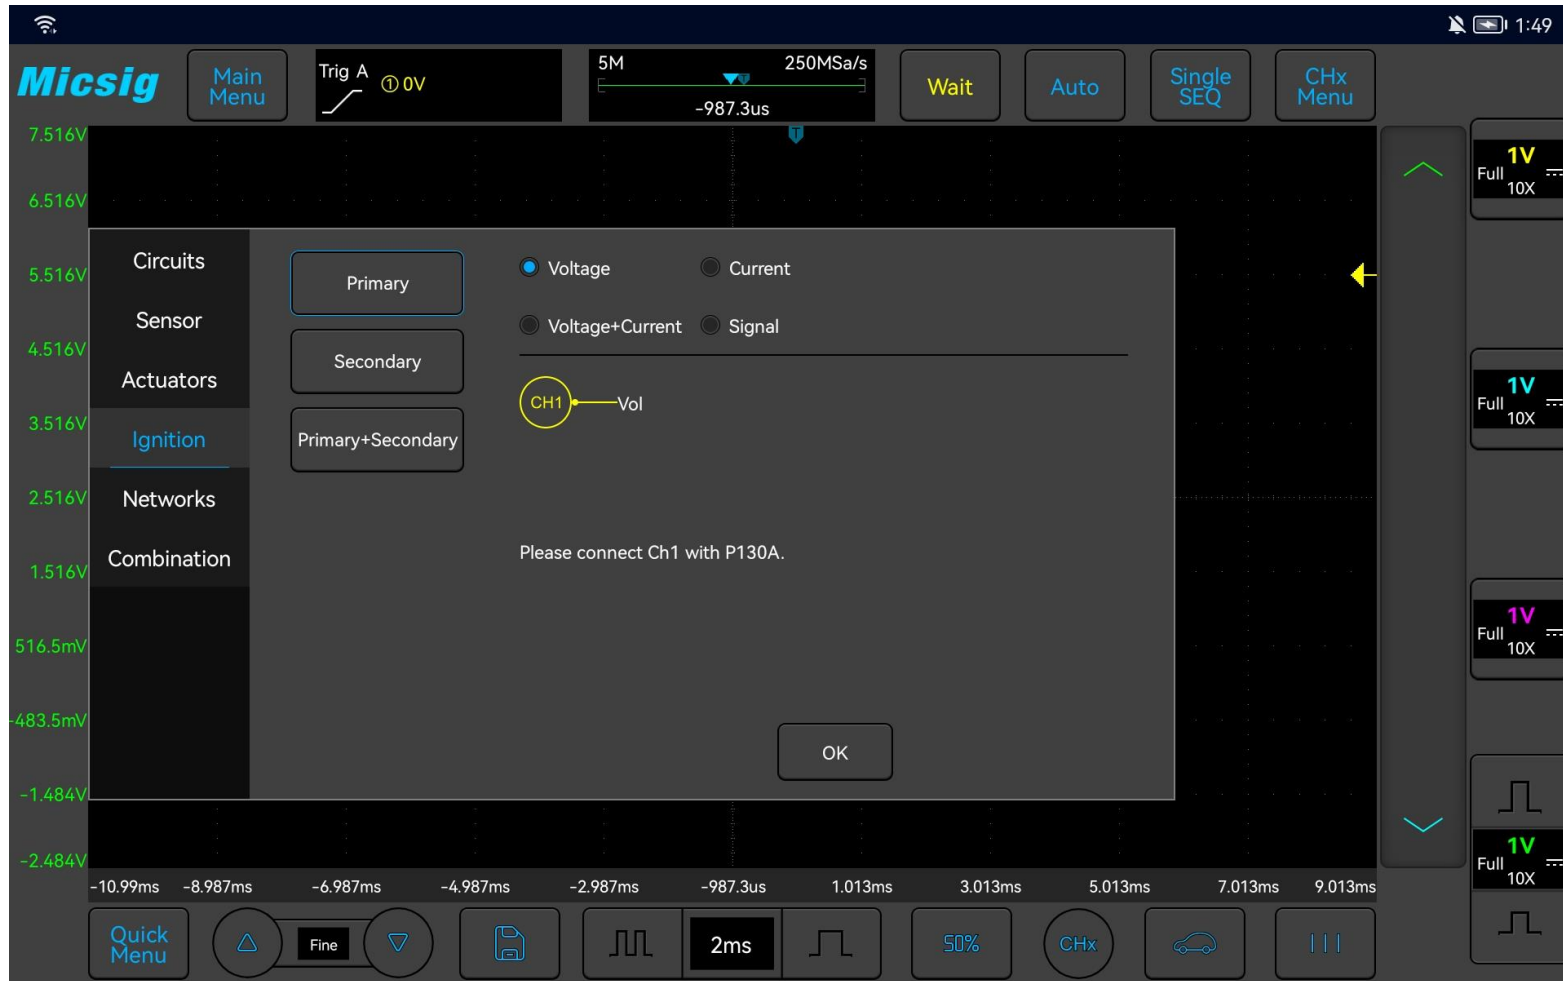 1:49
Micsig
Main
Menu
Trig A
① 0V
5M
250MSa/s
T
-987.3us
Wait
Auto
Single
SEQ
CHx
Menu
7.516V
T
6.516V
5.516V
4.516V
3.516V
2.516V
1.516V
516.5mV
-483.5mV
-1.484V
-2.484V
Circuits
Sensor
Actuators
Ignition
Networks
Combination
Primary
Secondary
Primary+Secondary
Voltage
Current
Voltage+Current
Signal
CH1
Vol
Please connect Ch1 with P130A.
OK
1V
Full
10X
1V
Full
10X
1V
Full
10X
1V
Full
10X
-10.99ms -8.987ms -6.987ms -4.987ms -2.987ms -987.3us 1.013ms 3.013ms 5.013ms 7.013ms 9.013ms
Quick
Menu
Fine
2ms
50%
CHx